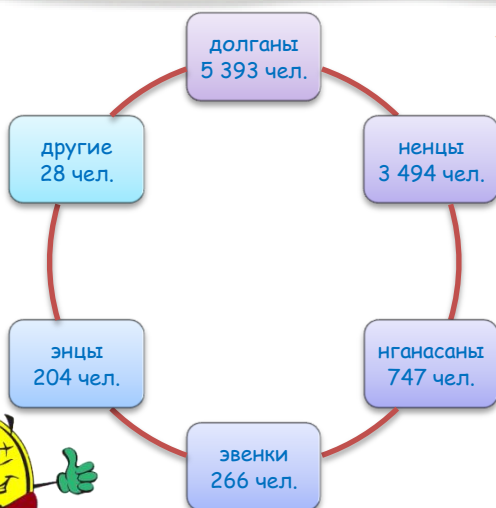 долганы
5 393 чел.
ненцы
3 494 чел.
нганасаны
747 чел.
эвенки
266 чел.
энцы
204 чел.
другие
28 чел.